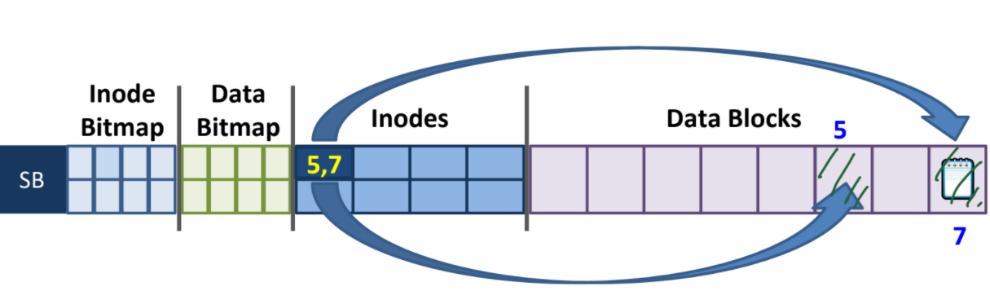 Inode
Bitmap
Data
Bitmap
Inodes
Data Blocks
5
SB
5,7
7